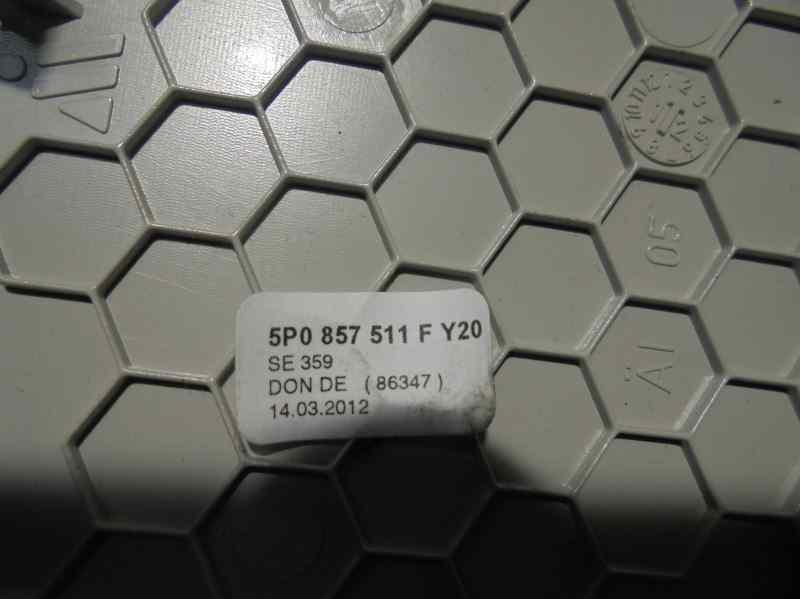 5P0 857 511 F Y20
SE 359
DON DE ( 86347 )
14.03.2012
05
ÄI